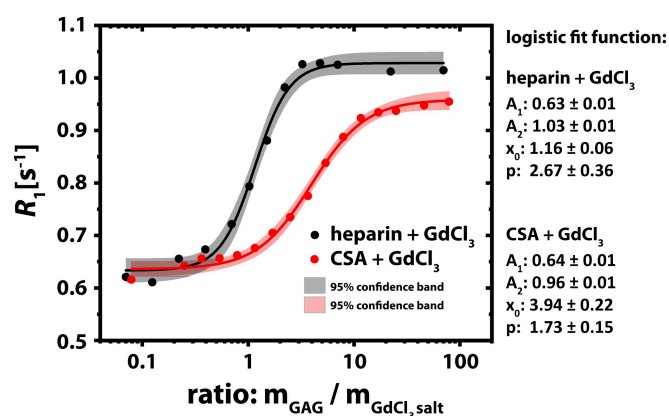 1.1
1.0
0.9
0.8
0.7
0.6
0.5
R1[s-1]
0.1
1
10
100
ratio: mGAG / mGdCl3 salt
heparin + GdCl3
CSA + GdCl3
95% confidence band
95% confidence band
logistic fit function:
heparin + GdCl3
A1: 0.63 ± 0.01
A2: 1.03 ± 0.01
x0: 1.16 ± 0.06
p: 2.67 ± 0.36
CSA + GdCl3
A1: 0.64 ± 0.01
A2: 0.96 ± 0.01
x0: 3.94 ± 0.22
p: 1.73 ± 0.15